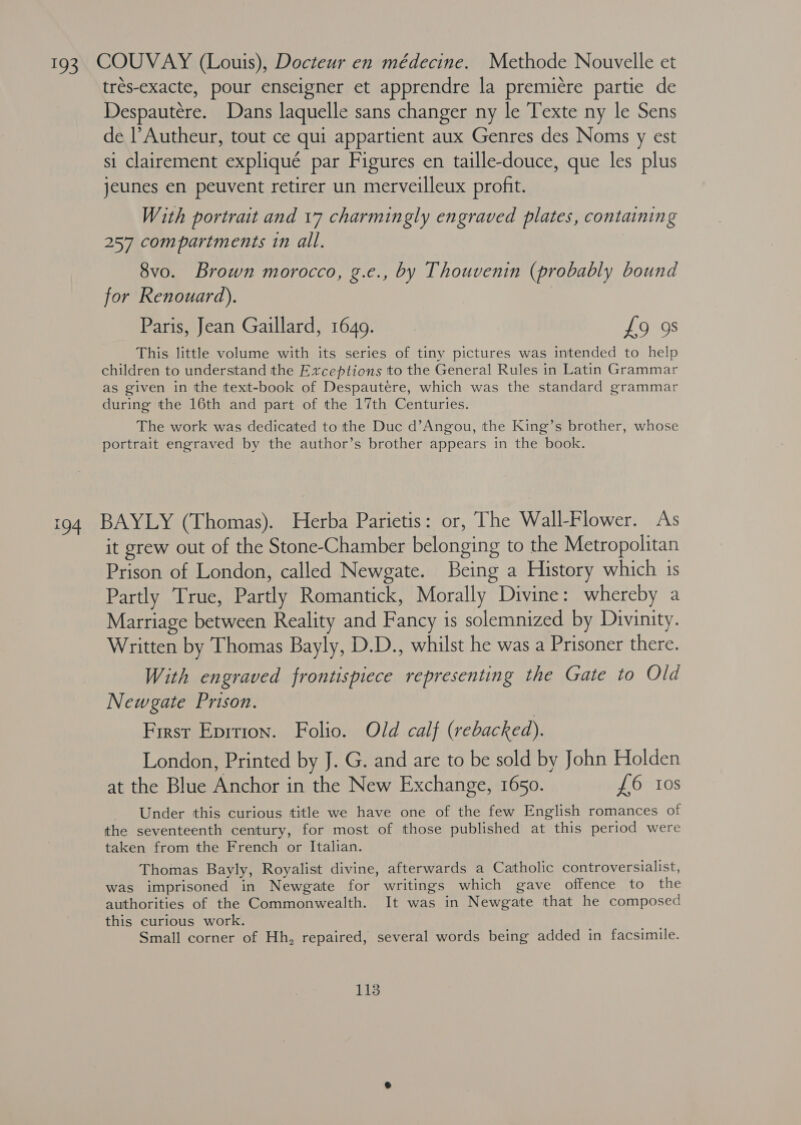 193 COUVAY (Louis), Docteur en médecine. Methode Nouvelle et
très-exacte, pour enseigner et apprendre la première partie de
Despautère. Dans laquelle sans changer ny le Texte ny le Sens
de l'Autheur, tout ce qui appartient aux Genres des Noms y est
si clairement expliqué par Figures en taille-douce, que les plus
jeunes en peuvent retirer un merveilleux profit.
With portrait and 17 charmingly engraved plates, containing
257 compartments in all.
8vo. Brown morocco, g.e., by Thouvenin (probably bound
for Renouard).
Paris, Jean Gaillard, 1649. £9 9s
This little volume with its series of tiny pictures was intended to help
children to understand the Exceptions to the General Rules in Latin Grammar
as given in the text-book of Despautère, which was the standard grammar
during the 16th and part of the 17th Centuries.
The work was dedicated to the Duc d'Angou, the King's brother, whose
portrait engraved by the author's brother appears in the book.
194 BAYLY (Thomas). Herba Parietis: or, The Wall-Flower. As
it grew out of the Stone-Chamber belonging to the Metropolitan
Prison of London, called Newgate. Being a History which is
Partly True, Partly Romantick, Morally Divine: whereby a
Marriage between Reality and Fancy is solemnized by Divinity.
Written by Thomas Bayly, D.D., whilst he was a Prisoner there.
With engraved frontispiece representing the Gate to Old
Newgate Prison.
FIRST EDITION. Folio. Old calf (rebacked).
London, Printed by J. G. and are to be sold by John Holden
at the Blue Anchor in the New Exchange, 1650. £6 10s
Under this curious title we have one of the few English romances of
the seventeenth century, for most of those published at this period were
taken from the French or Italian.
Thomas Bayly, Royalist divine, afterwards a Catholic controversialist,
was imprisoned in Newgate for writings which gave offence to the
authorities of the Commonwealth. It was in Newgate that he composed
this curious work.
Small corner of Hh₂ repaired, several words being added in facsimile.
113